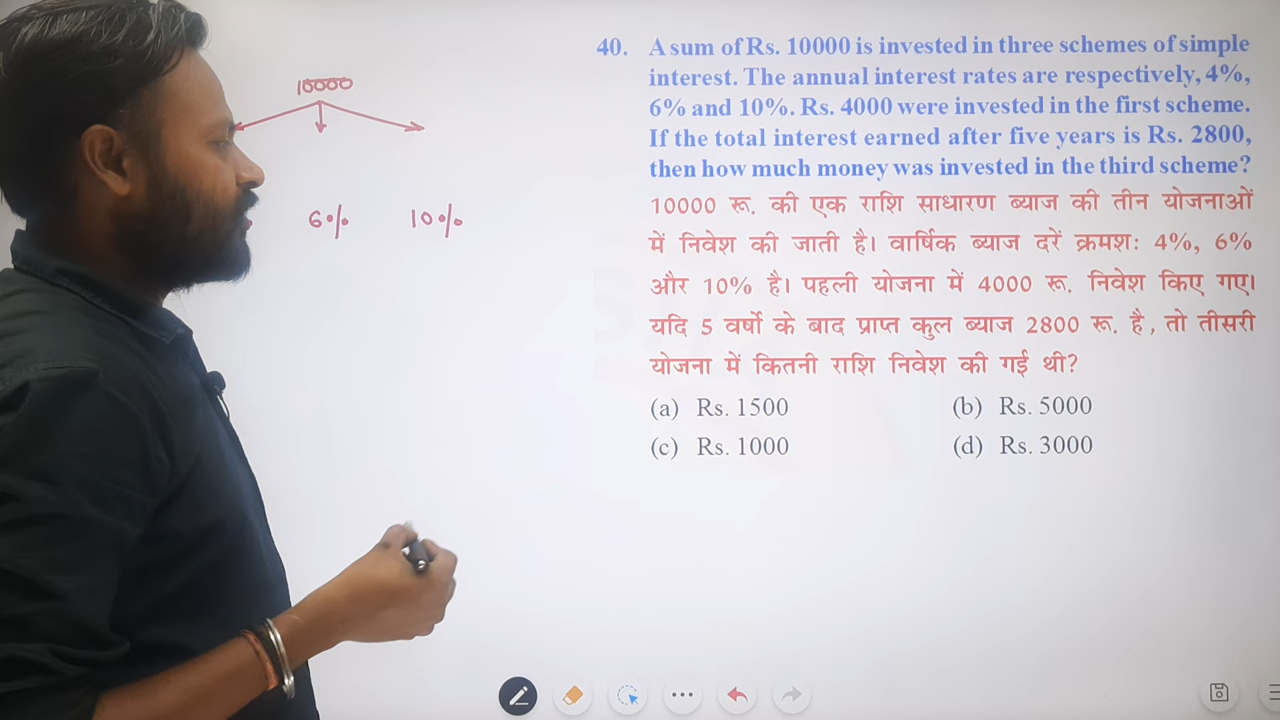 10000
6% 10%
40. A sum of Rs. 10000 is invested in three schemes of simple
interest. The annual interest rates are respectively, 4%,
6% and 10%. Rs. 4000 were invested in the first scheme.
If the total interest earned after five years is Rs. 2800,
then how much money was invested in the third scheme?
10000 रू. की एक राशि साधारण ब्याज की तीन योजनाओं
में निवेश की जाती है। वार्षिक ब्याज दरें क्रमश: 4%, 6%
और 10% है। पहली योजना में 4000 रू. निवेश किए गए।
यदि 5 वर्षो के बाद प्राप्त कुल ब्याज 2800 रू. है, तो तीसरी
योजना में कितनी राशि निवेश की गई थी?
(a) Rs. 1500 (b) Rs. 5000
(c) Rs. 1000 (d) Rs. 3000